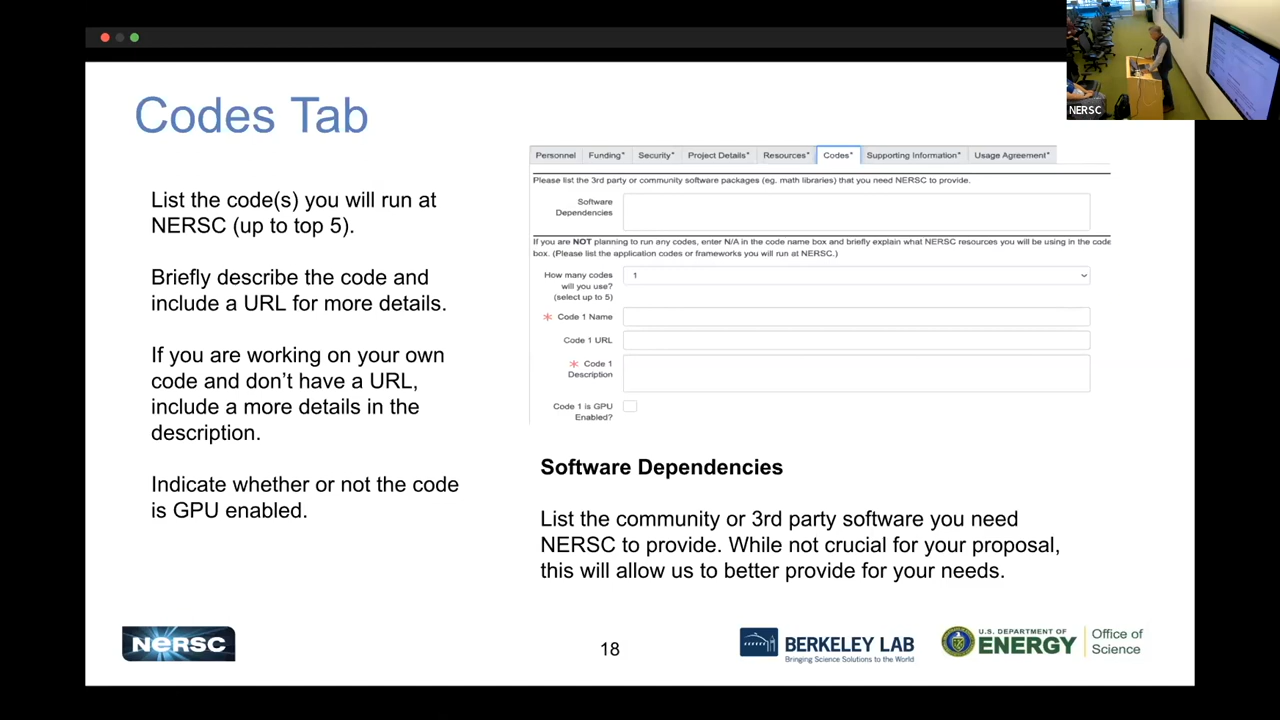 NERSC
Codes Tab
List the code(s) you will run at
NERSC (up to top 5).
Briefly describe the code and
include a URL for more details.
If you are working on your own
code and don't have a URL,
include a more details in the
description.
Indicate whether or not the code
is GPU enabled.
Personnel Funding* Security* Project Details* Resources* Codes* Supporting Information* Usage Agreement*
Please list the 3rd party or community software packages (eg. math libraries) that you need NERSC to provide.
Software
Dependencies
If you are NOT planning to run any codes, enter N/A in the code name box and briefly explain what NERSC resources you will be using in the code
box. (Please list the application codes or frameworks you will run at NERSC.)
How many codes
will you use?
(select up to 5)
1
* Code 1 Name
Code 1 URL
* Code 1
Description
Code 1 is GPU
Enabled?
Software Dependencies
List the community or 3rd party software you need
NERSC to provide. While not crucial for your proposal,
this will allow us to better provide for your needs.
NERSC
18
BERKELEY LAB
Bringing Science Solutions to the World
U.S. DEPARTMENT OF
ENERGY
Office of
Science